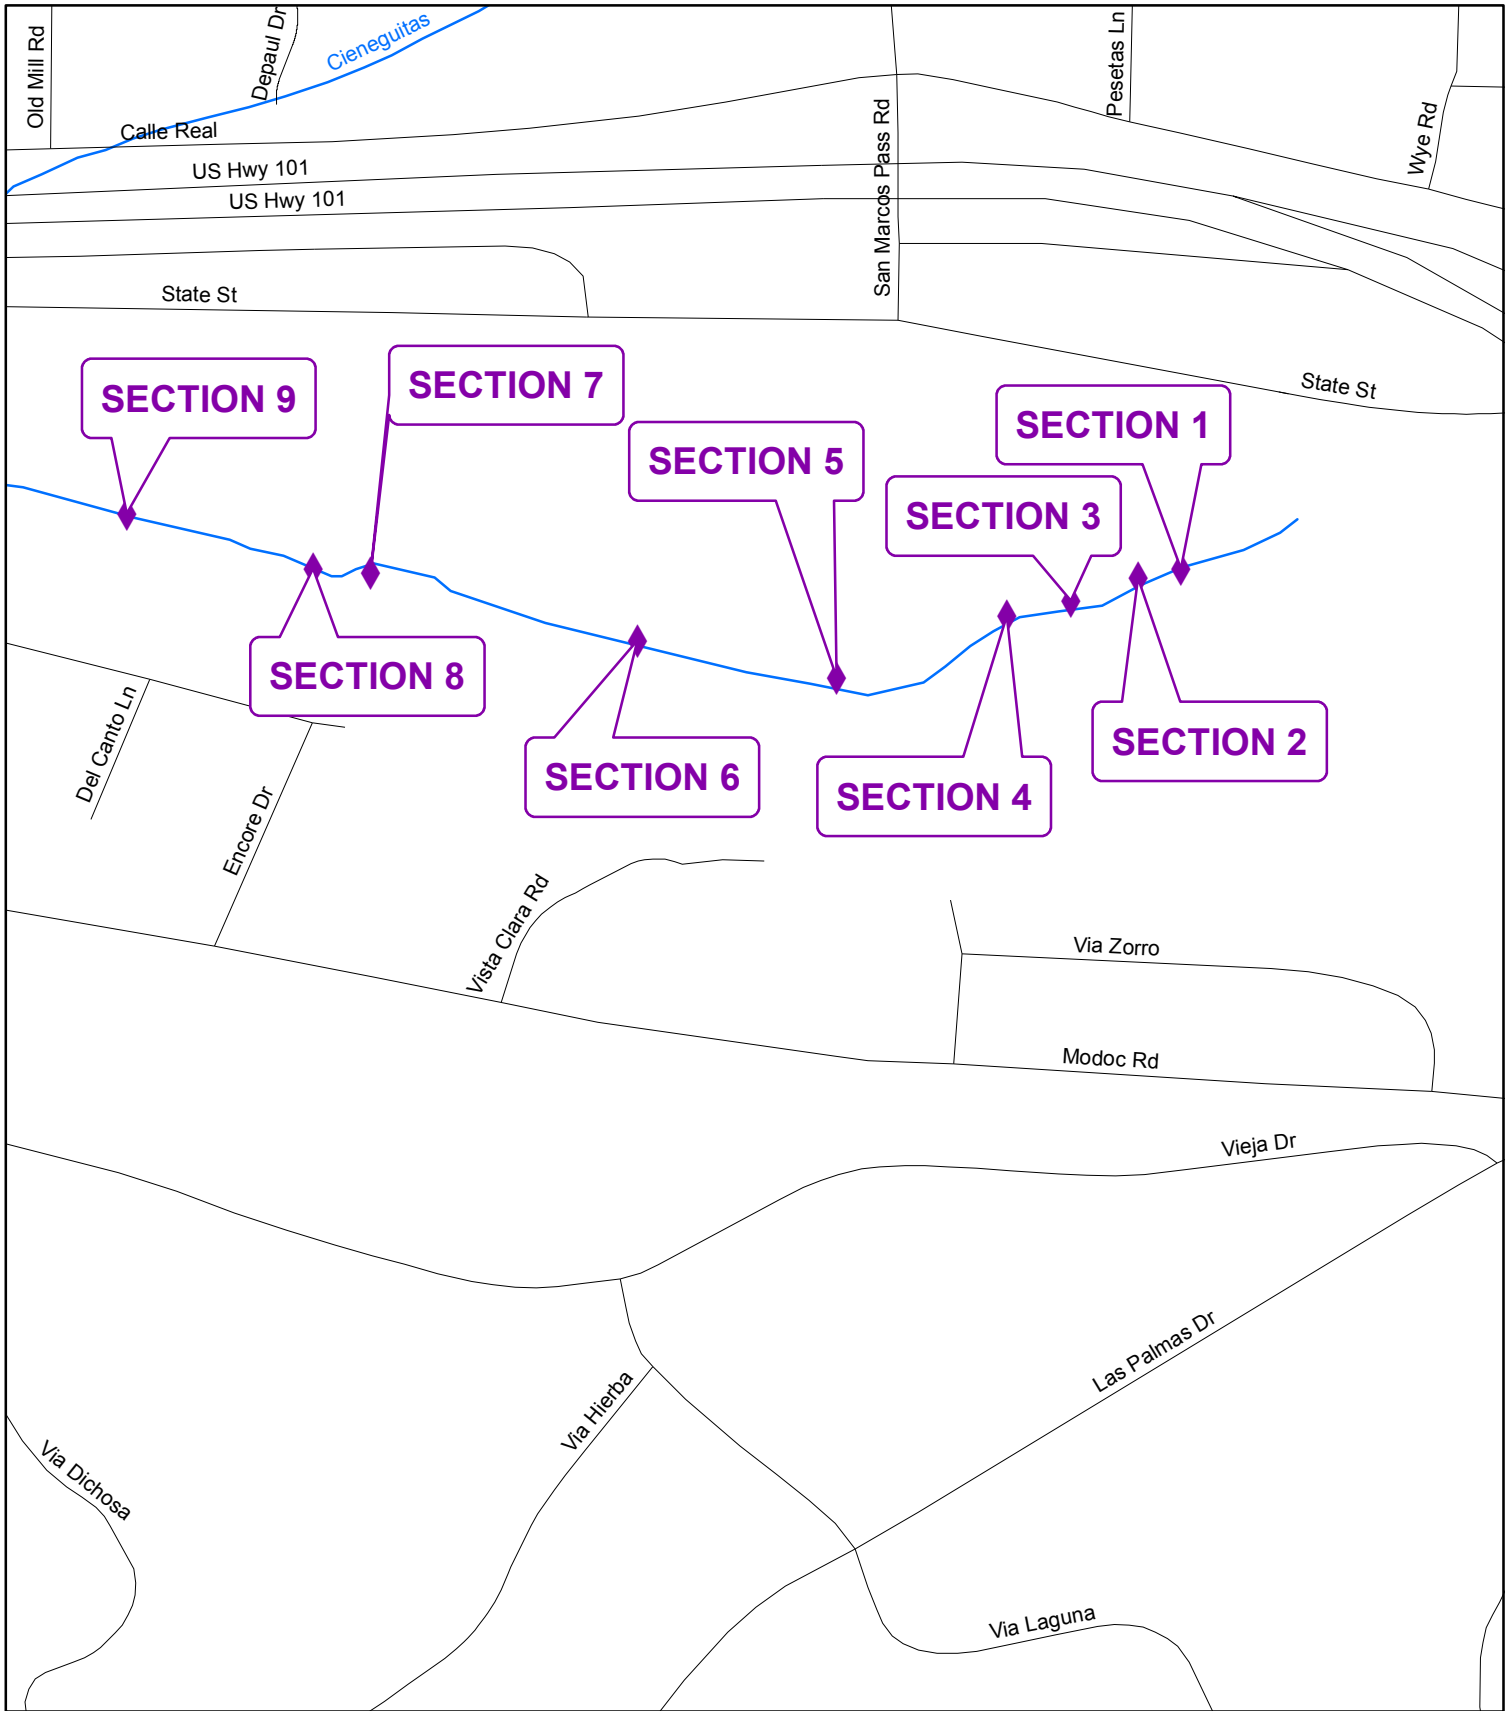 Old Mill Rd
Depaul Dr
Cieneguitas
Pesetas Ln
Wye Rd
Calle Real
San Marcos Pass Rd
US Hwy 101
US Hwy 101
State St
State St
SECTION 9
SECTION 7
SECTION 5
SECTION 1
SECTION 3
SECTION 8
SECTION 6
SECTION 4
SECTION 2
Del Canto Ln
Encore Dr
Vista Clara Rd
Via Zorro
Modoc Rd
Vieja Dr
Las Palmas Dr
Via Hierba
Via Dichosa
Via Laguna